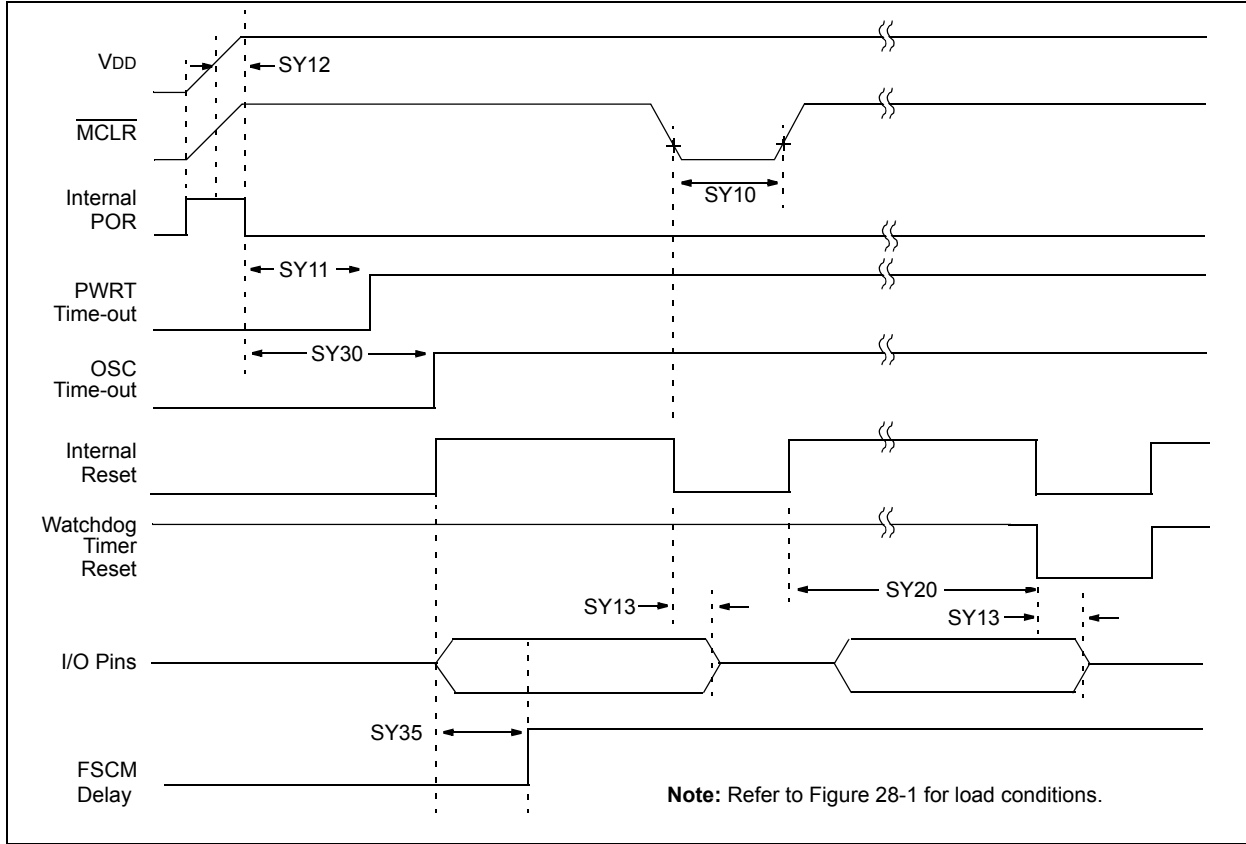 VDD
SY12
MCLR
SY10
Internal
POR
SY11
PWRT
Time-out
SY30
OSC
Time-out
Internal
Reset
Watchdog
Timer
Reset
SY20
SY13
SY13
I/O Pins
SY35
FSCM
Delay
Note: Refer to Figure 28-1 for load conditions.